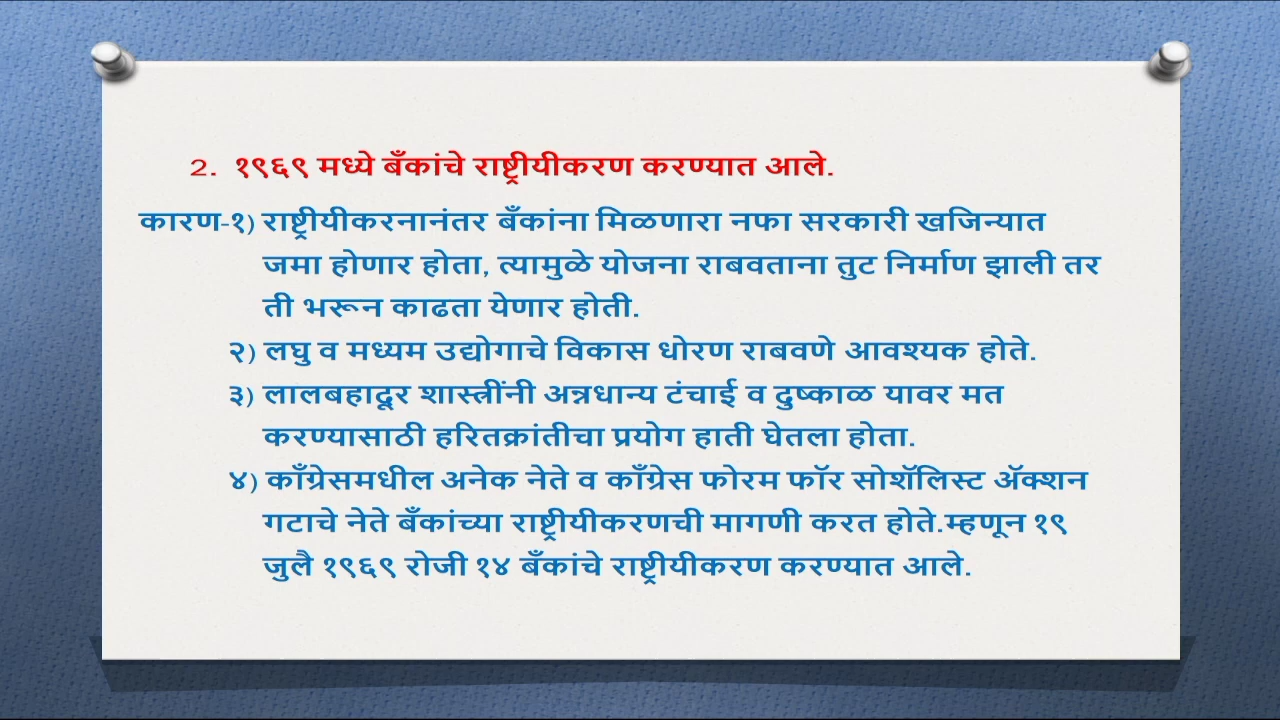 2. १९६९ मध्ये बँकांचे राष्ट्रीयीकरण करण्यात आले.
कारण-१) राष्ट्रीयीकरनानंतर बँकांना मिळणारा नफा सरकारी खजिन्यात
जमा होणार होता, त्यामुळे योजना राबवताना तुट निर्माण झाली तर
ती भरून काढता येणार होती.
२) लघु व मध्यम उद्योगाचे विकास धोरण राबवणे आवश्यक होते.
३) लालबहादूर शास्त्रींनी अन्नधान्य टंचाई व दुष्काळ यावर मत
करण्यासाठी हरितक्रांतीचा प्रयोग हाती घेतला होता.
४) काँग्रेसमधील अनेक नेते व काँग्रेस फोरम फॉर सोशॅलिस्ट ॲक्शन
गटाचे नेते बँकांच्या राष्ट्रीयीकरणची मागणी करत होते.म्हणून १९
जुलै १९६९ रोजी १४ बँकांचे राष्ट्रीयीकरण करण्यात आले.